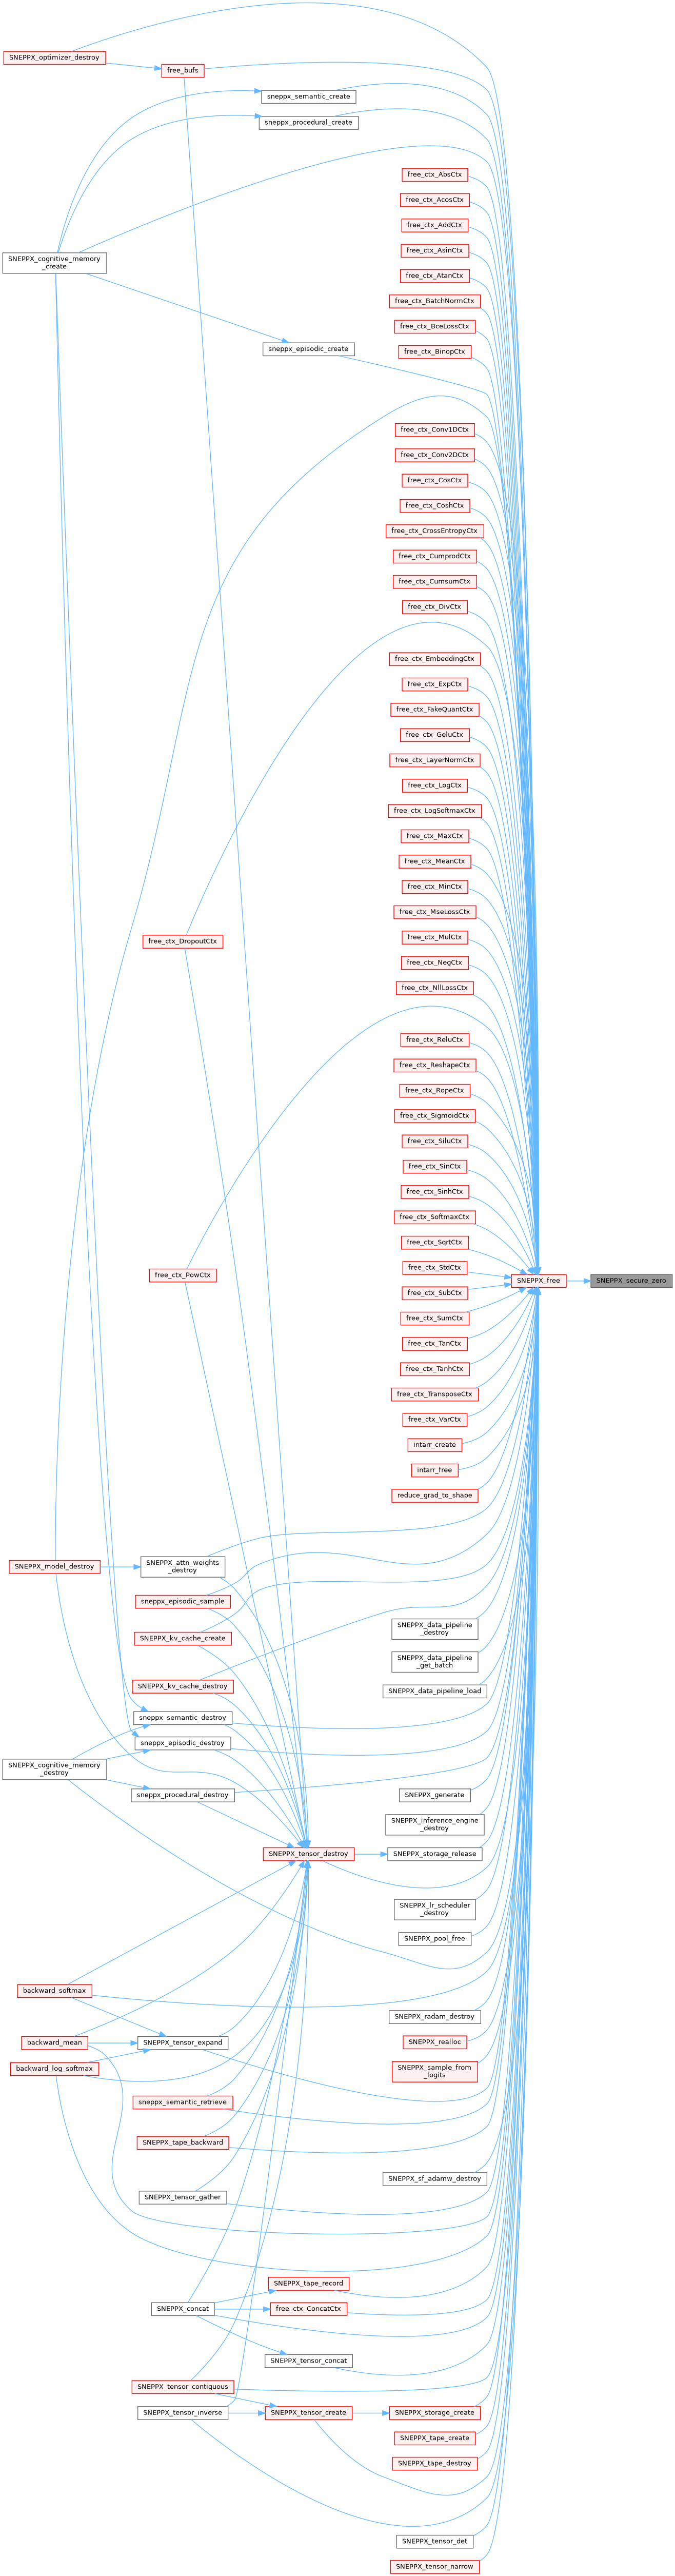 SNEPPX_optimizer_destroy
free_bufs
sneppx_semantic_create
sneppx_procedural_create
free_ctx_AbsCtx
free_ctx_AcosCtx
free_ctx_AddCtx
free_ctx_AsinCtx
SNEPPX_cognitive_memory
_create
free_ctx_AtanCtx
free_ctx_BatchNormCtx
free_ctx_BceLossCtx
sneppx_episodic_create
free_ctx_BinopCtx
free_ctx_Conv1DCtx
free_ctx_Conv2DCtx
free_ctx_CosCtx
free_ctx_CoshCtx
free_ctx_CrossEntropyCtx
free_ctx_CumprodCtx
free_ctx_CumsumCtx
free_ctx_DivCtx
free_ctx_EmbeddingCtx
free_ctx_ExpCtx
free_ctx_FakeQuantCtx
free_ctx_GeluCtx
free_ctx_LayerNormCtx
free_ctx_LogCtx
free_ctx_LogSoftmaxCtx
free_ctx_MaxCtx
free_ctx_MeanCtx
free_ctx_MinCtx
free_ctx_MseLossCtx
free_ctx_MulCtx
free_ctx_DropoutCtx
free_ctx_NegCtx
free_ctx_NllLossCtx
free_ctx_ReluCtx
free_ctx_ReshapeCtx
free_ctx_RopeCtx
free_ctx_SigmoidCtx
free_ctx_SiluCtx
free_ctx_SinCtx
free_ctx_SinhCtx
free_ctx_SoftmaxCtx
free_ctx_SqrtCtx
free_ctx_StdCtx
free_ctx_PowCtx
SNEPPX_free
SNEPPX_secure_zero
free_ctx_SubCtx
free_ctx_SumCtx
free_ctx_TanCtx
free_ctx_TanhCtx
free_ctx_TransposeCtx
free_ctx_VarCtx
intarr_create
intarr_free
reduce_grad_to_shape
SNEPPX_model_destroy
SNEPPX_attn_weights
_destroy
sneppx_episodic_sample
SNEPPX_data_pipeline
_destroy
SNEPPX_kv_cache_create
SNEPPX_data_pipeline
_get_batch
SNEPPX_kv_cache_destroy
SNEPPX_data_pipeline_load
sneppx_semantic_destroy
sneppx_episodic_destroy
SNEPPX_cognitive_memory
_destroy
sneppx_procedural_destroy
SNEPPX_generate
SNEPPX_inference_engine
_destroy
SNEPPX_tensor_destroy
SNEPPX_storage_release
SNEPPX_lr_scheduler
_destroy
SNEPPX_pool_free
backward_softmax
SNEPPX_radam_destroy
backward_mean
SNEPPX_tensor_expand
SNEPPX_realloc
backward_log_softmax
SNEPPX_sample_from
_logits
sneppx_semantic_retrieve
SNEPPX_tape_backward
SNEPPX_sf_adamw_destroy
SNEPPX_tensor_gather
SNEPPX_tape_record
SNEPPX_concat
free_ctx_ConcatCtx
SNEPPX_tensor_concat
SNEPPX_tensor_contiguous
SNEPPX_tensor_inverse
SNEPPX_tensor_create
SNEPPX_storage_create
SNEPPX_tape_create
SNEPPX_tape_destroy
SNEPPX_tensor_det
SNEPPX_tensor_narrow